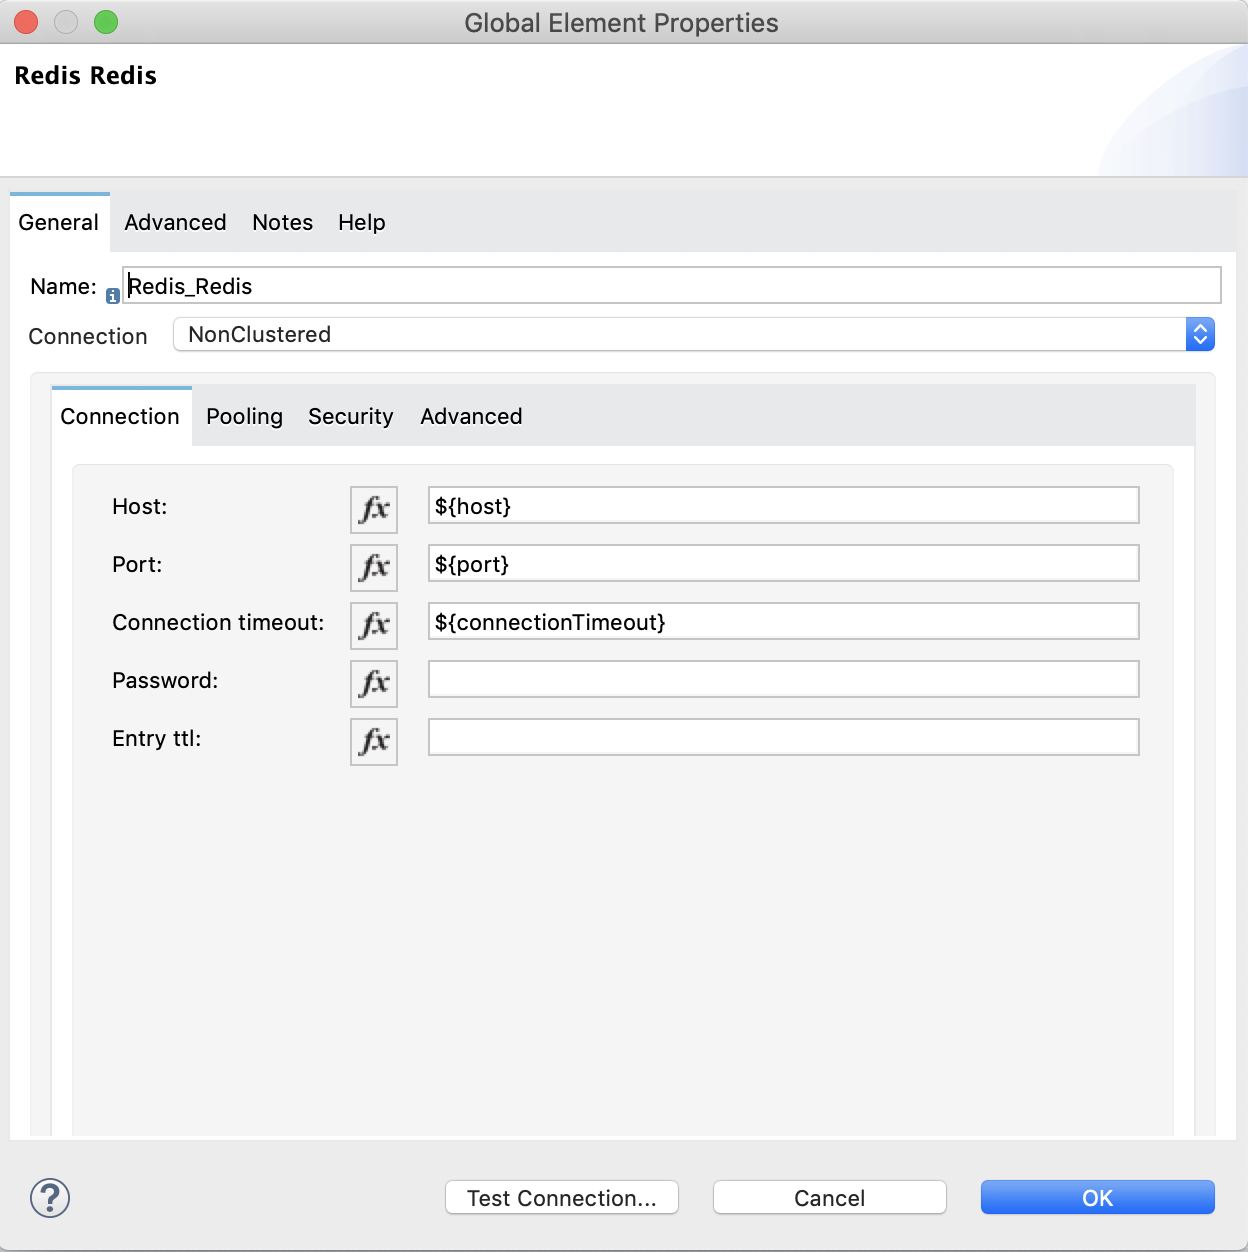 Global Element Properties
Redis Redis
General Advanced Notes Help
Name: Redis_Redis
Connection NonClustered
Connection Pooling Security Advanced
Host: fx ${host}
Port: fx ${port}
Connection timeout: fx ${connectionTimeout}
Password: fx
Entry ttl: fx
? Test Connection... Cancel OK